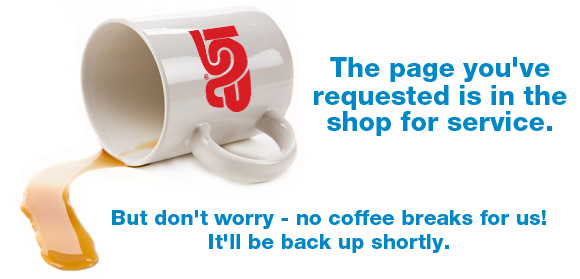 asi®
The page you've
requested is in the
shop for service.
But don't worry - no coffee breaks for us!
It'll be back up shortly.